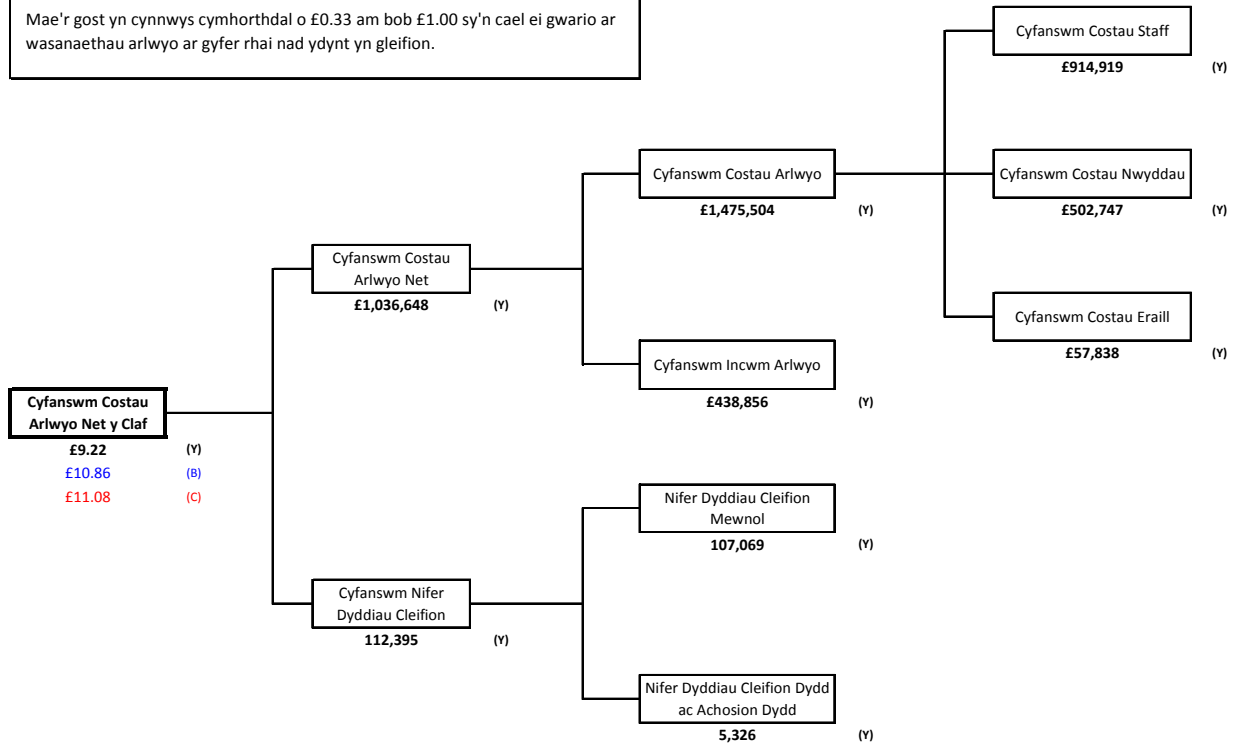 Mae'r gost yn cynnwys cymhorthdal o £0.33 am bob £1.00 sy'n cael ei gwario ar
wasanaethau arlwyo ar gyfer rhai nad ydynt yn gleifion.
Cyfanswm Costau
Arlwyo Net y Claf
£9.22 (Y)
£10.86 (B)
£11.08 (C)
Cyfanswm Costau
Arlwyo Net
£1,036,648 (Y)
Cyfanswm Nifer
Dyddiau Cleifion
112,395 (Y)
Cyfanswm Costau Arlwyo
£1,475,504 (Y)
Cyfanswm Incwm Arlwyo
£438,856 (Y)
Nifer Dyddiau Cleifion
Mewnol
107,069 (Y)
Nifer Dyddiau Cleifion Dydd
ac Achosion Dydd
5,326 (Y)
Cyfanswm Costau Staff
£914,919 (Y)
Cyfanswm Costau Nwyddau
£502,747 (Y)
Cyfanswm Costau Eraill
£57,838 (Y)